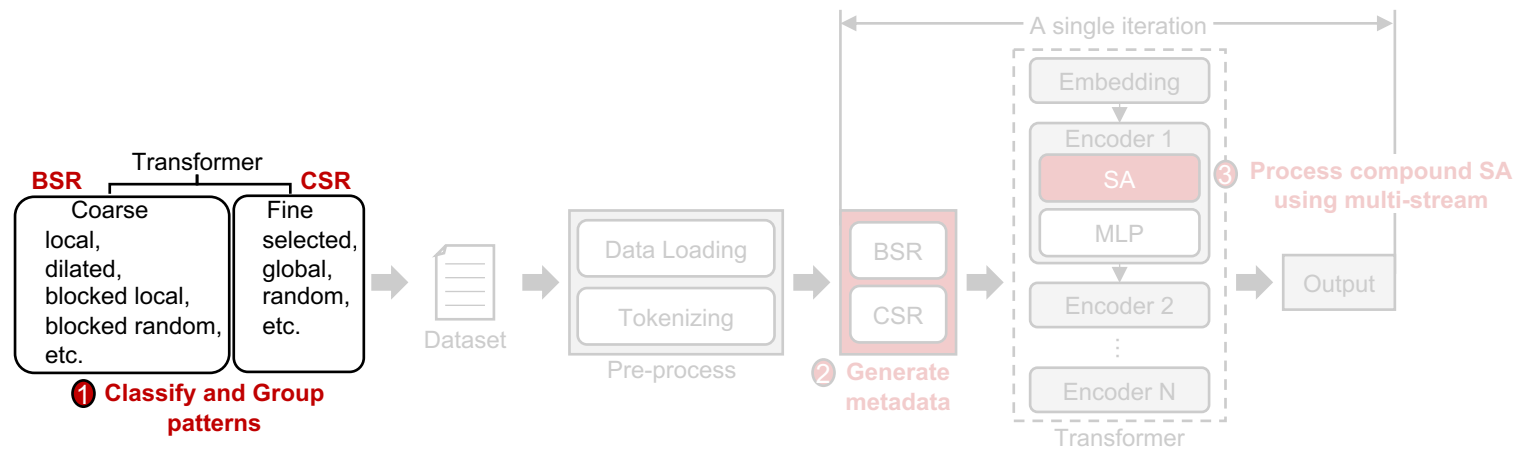 Transformer
BSR
CSR
Coarse
local,
dilated,
blocked local,
blocked random,
etc.
Fine
selected,
global,
random,
etc.
1 Classify and Group
patterns
Dataset
Data Loading
Tokenizing
Pre-process
A single iteration
BSR
CSR
2 Generate
metadata
Embedding
Encoder 1
SA
MLP
Encoder 2
⋮
Encoder N
Transformer
3 Process compound SA
using multi-stream
Output